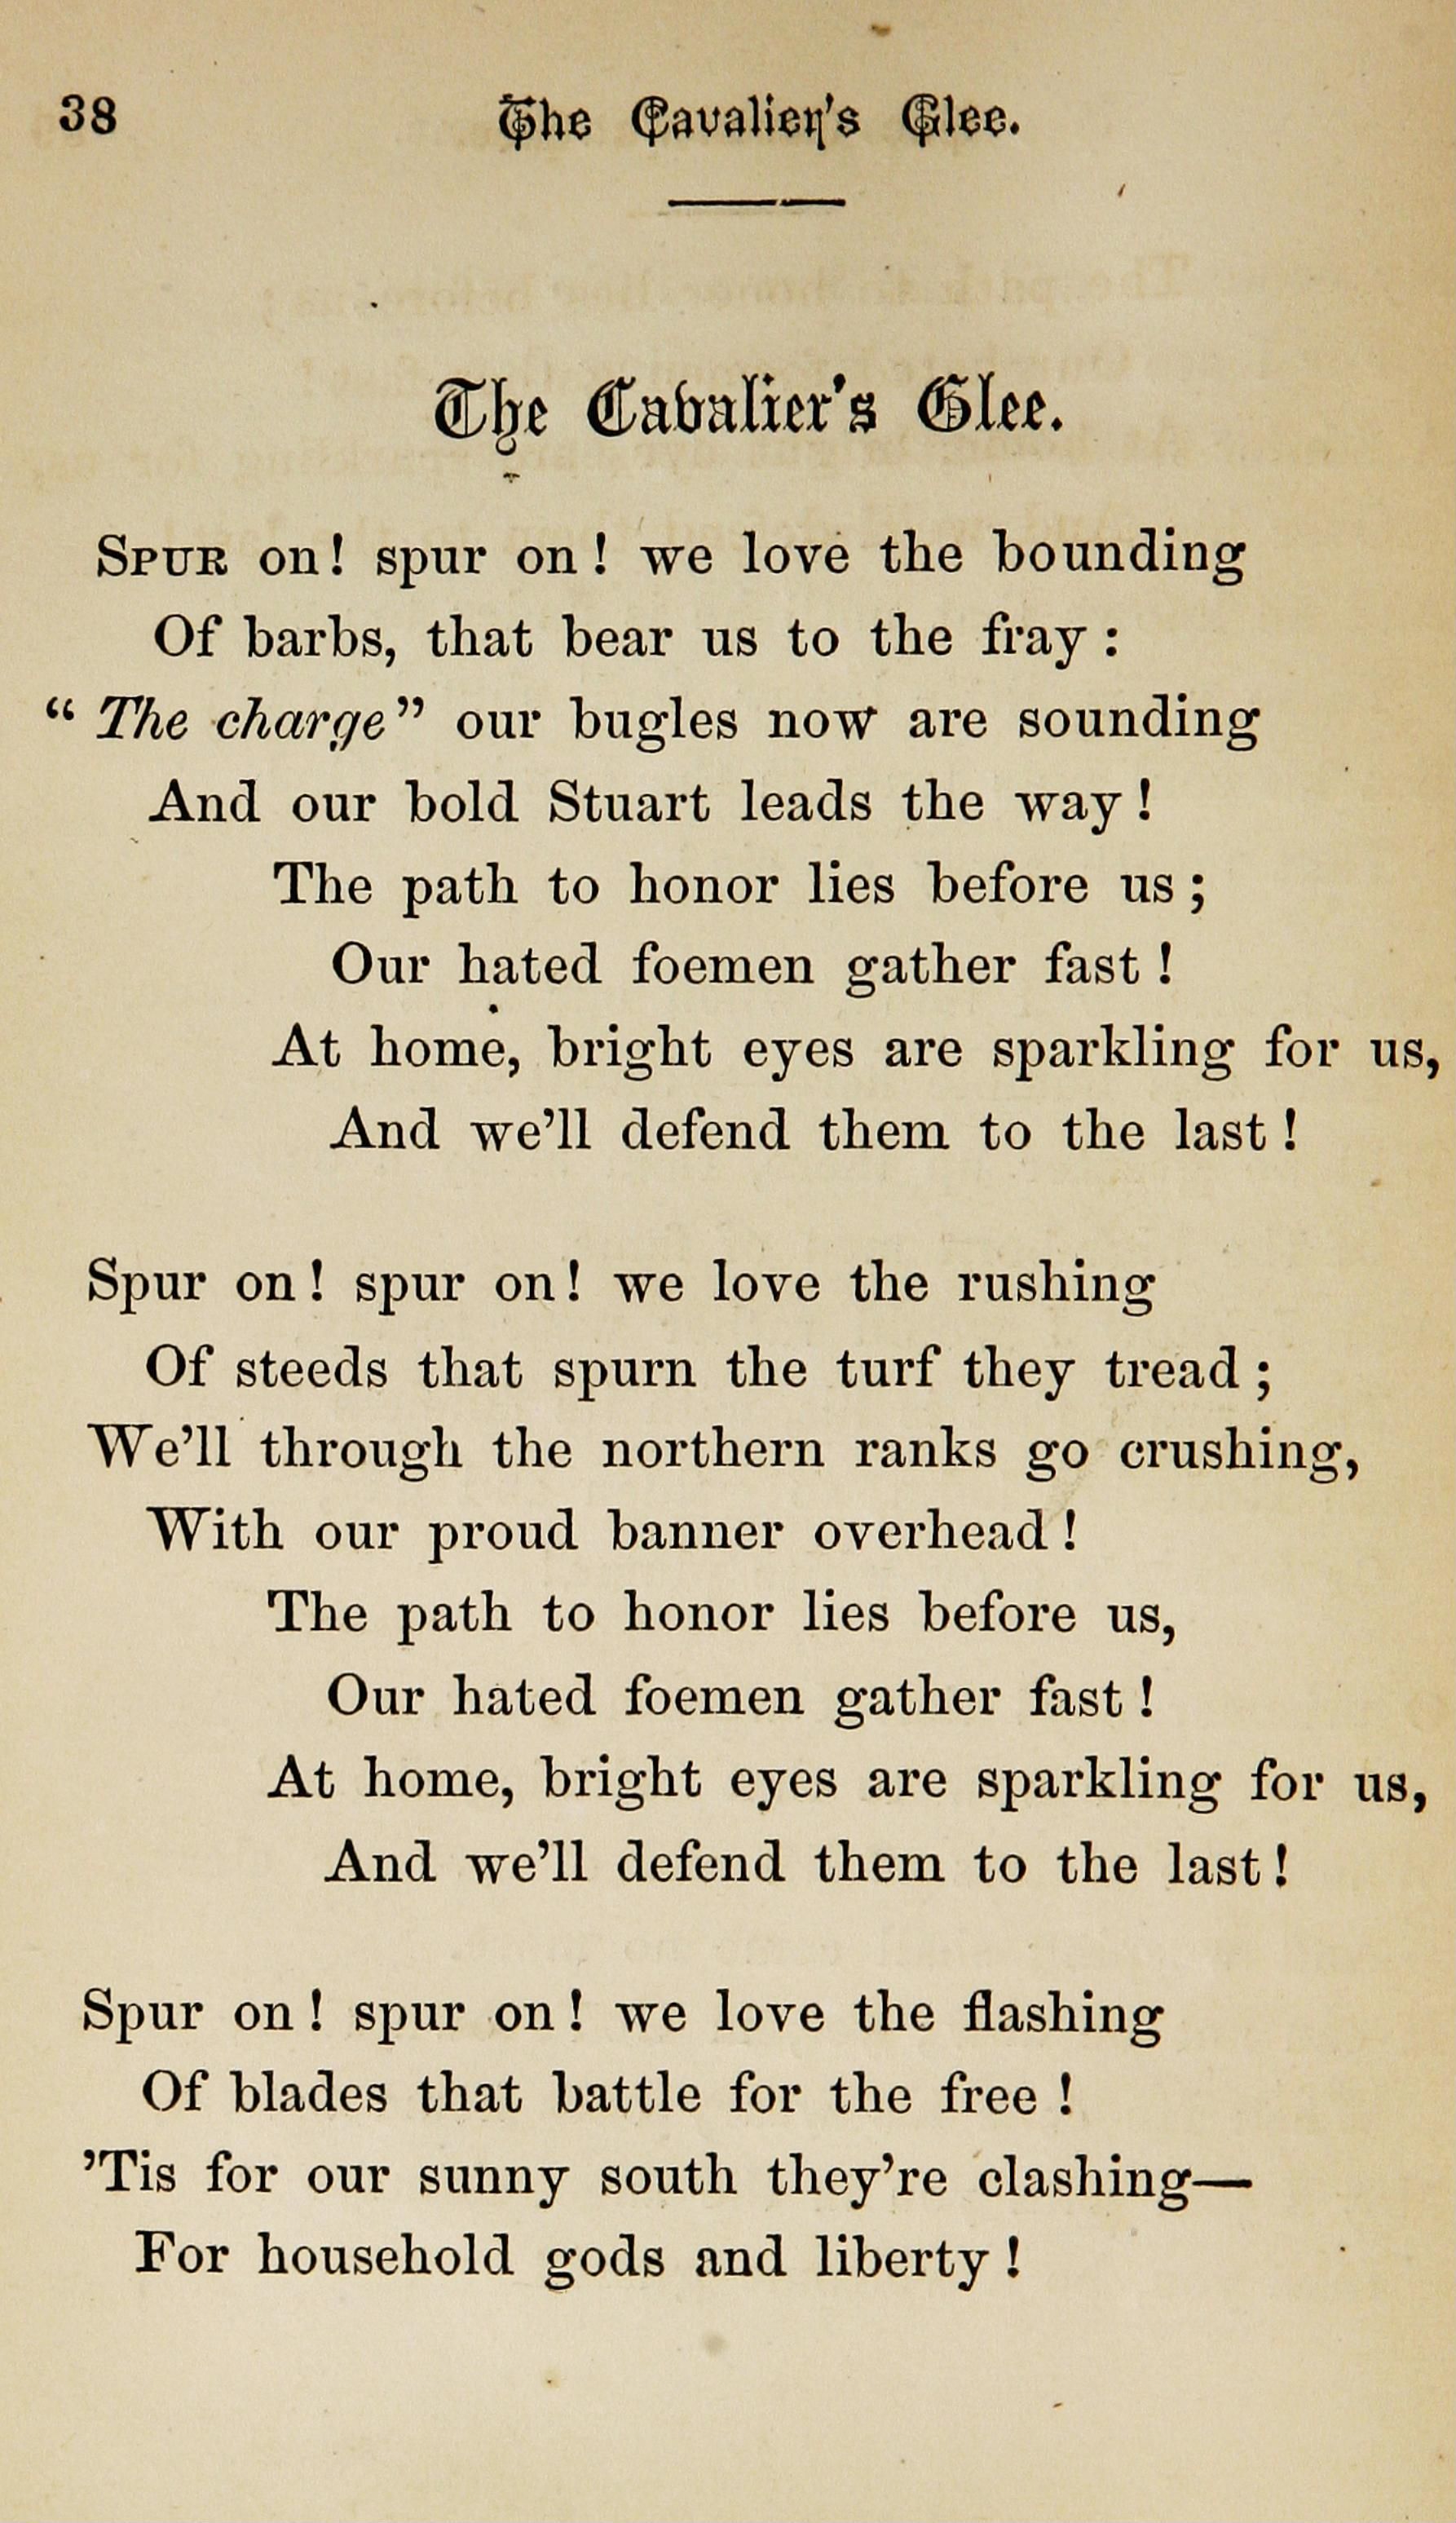 38 The Cavalier's Glee.
The Cavalier's Glee.
SPUR on! spur on! we love the bounding
Of barbs, that bear us to the fray:
"The charge" our bugles now are sounding
And our bold Stuart leads the way!
The path to honor lies before us;
Our hated foemen gather fast!
At home, bright eyes are sparkling for us,
And we'll defend them to the last!
Spur on! spur on! we love the rushing
Of steeds that spurn the turf they tread;
We'll through the northern ranks go crushing,
With our proud banner overhead!
The path to honor lies before us,
Our hated foemen gather fast!
At home, bright eyes are sparkling for us,
And we'll defend them to the last!
Spur on! spur on! we love the flashing
Of blades that battle for the free!
'Tis for our sunny south they're clashing—
For household gods and liberty!